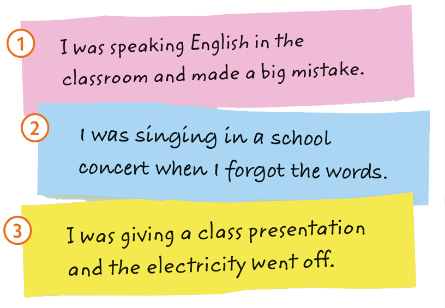 1 I was speaking English in the
classroom and made a big mistake.
2 I was singing in a school
concert when I forgot the words.
3 I was giving a class presentation
and the electricity went off.